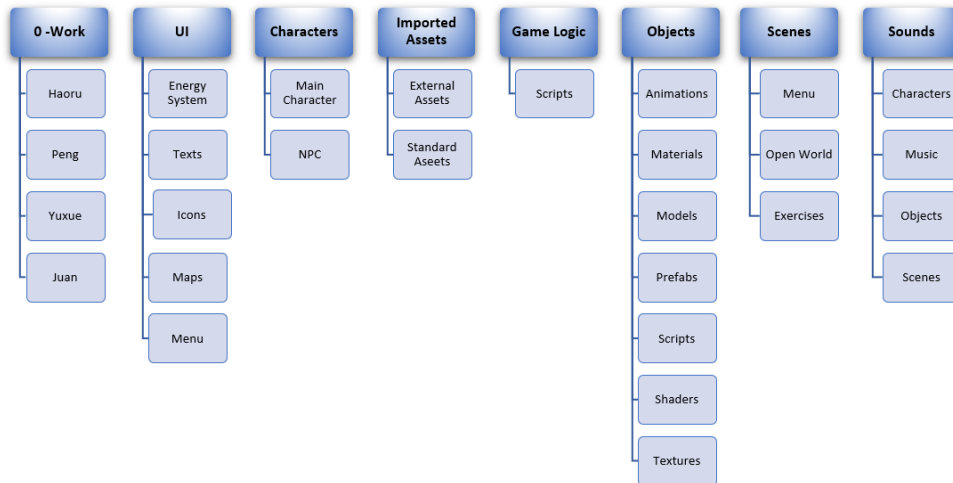 0 -Work
Haoru
Peng
Yuxue
Juan
UI
Energy
System
Texts
Icons
Maps
Menu
Characters
Main
Character
NPC
Imported
Assets
External
Assets
Standard
Aseets
Game Logic
Scripts
Objects
Animations
Materials
Models
Prefabs
Scripts
Shaders
Textures
Scenes
Menu
Open World
Exercises
Sounds
Characters
Music
Objects
Scenes